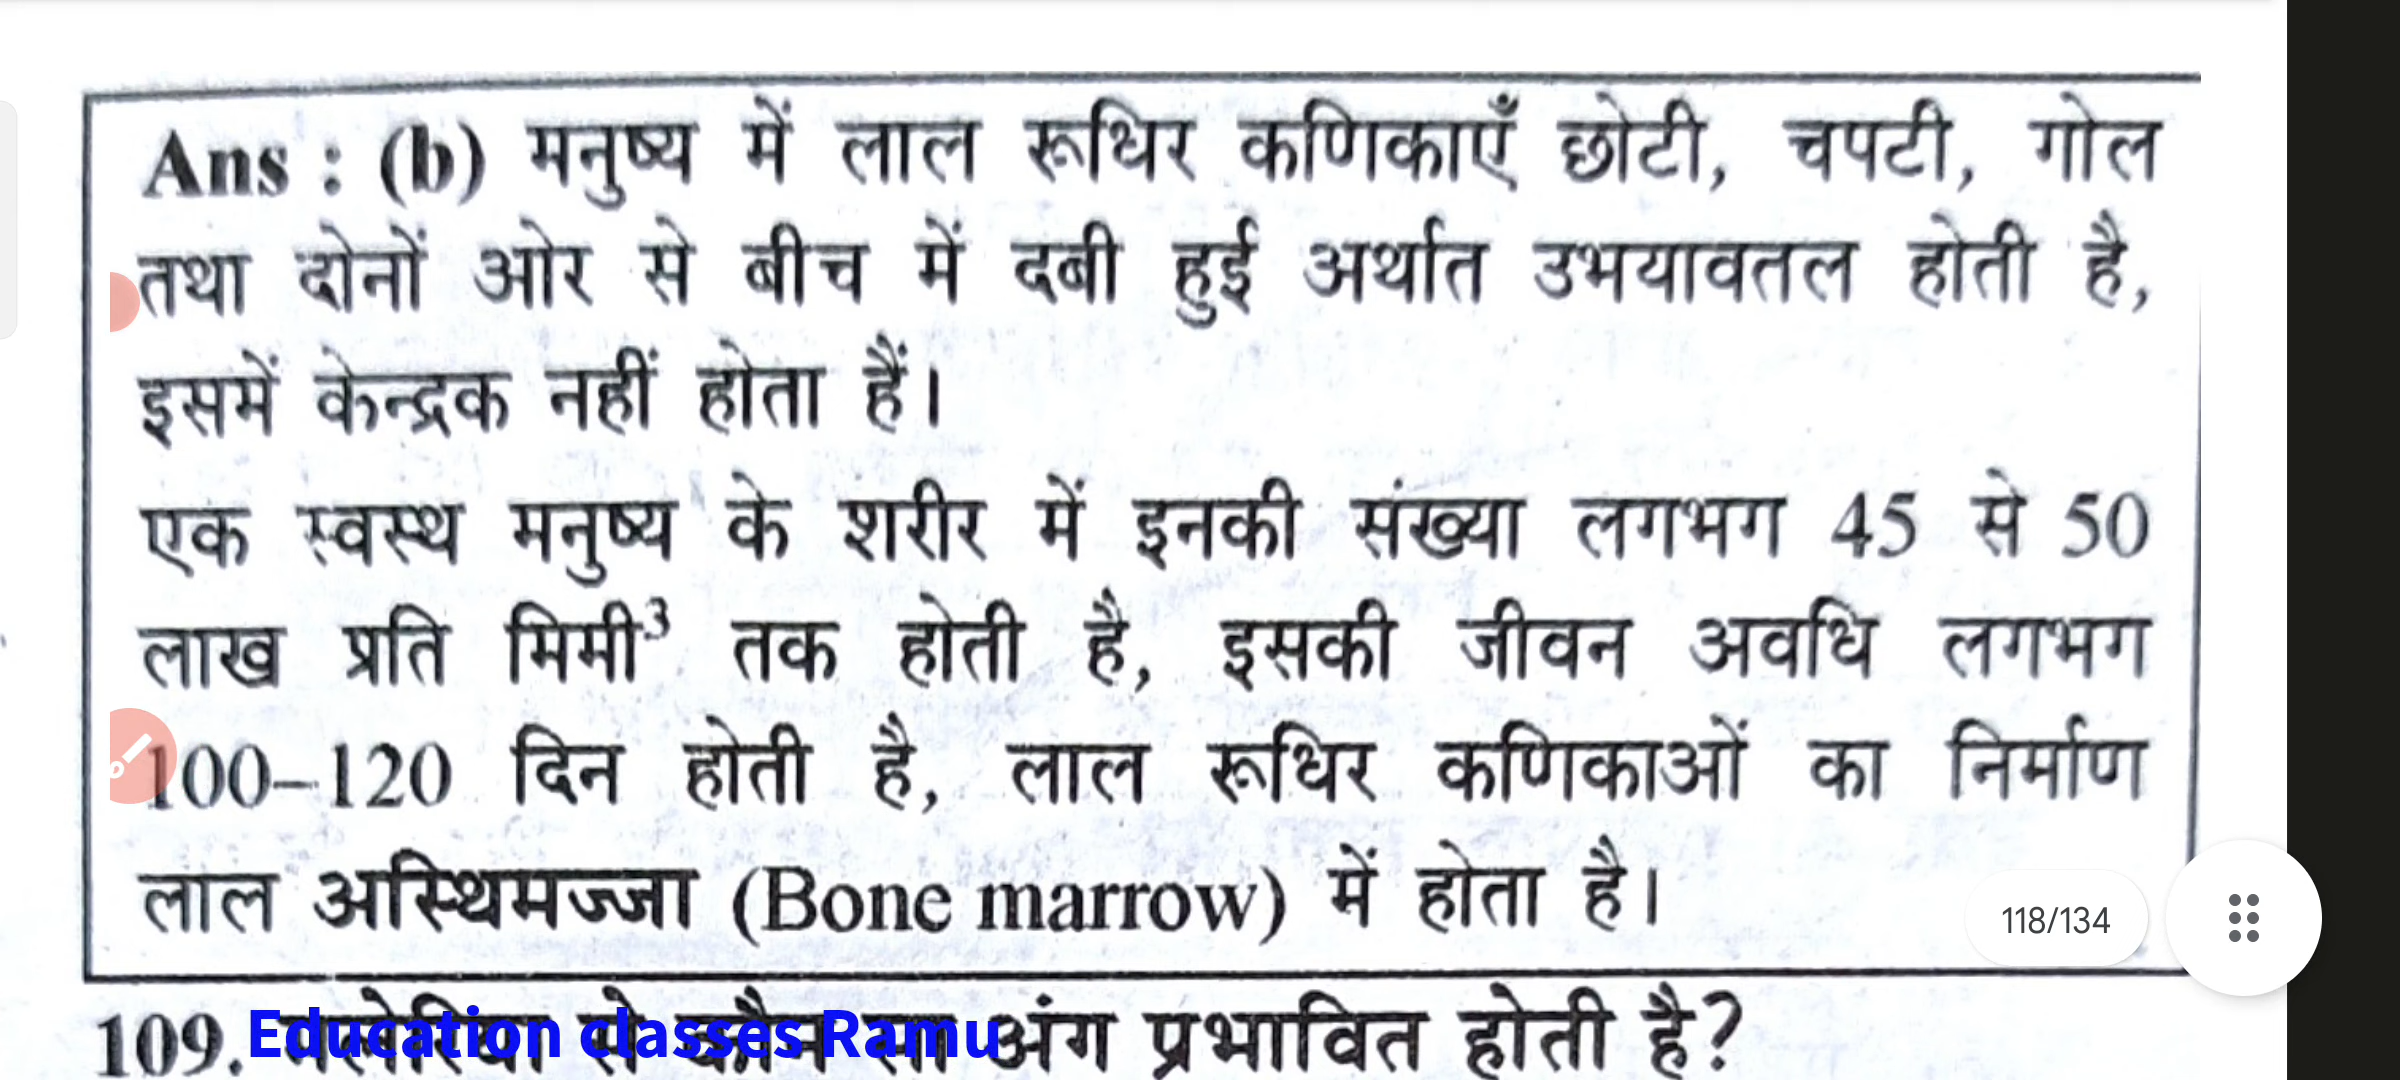 Ans : (b) मनुष्य में लाल रूधिर कणिकाएँ छोटी, चपटी, गोल
तथा दोनों ओर से बीच में दबी हुई अर्थात उभयावतल होती है,
इसमें केन्द्रक नहीं होता हैं।
एक स्वस्थ मनुष्य के शरीर में इनकी संख्या लगभग 45 से 50
लाख प्रति मिमी³ तक होती है, इसकी जीवन अवधि लगभग
100–120 दिन होती है, लाल रूधिर कणिकाओं का निर्माण
लाल अस्थिमज्जा (Bone marrow) में होता है।
118/134
109. मलेरिया से कौन सा अंग प्रभावित होती है?
Education classes Ramu